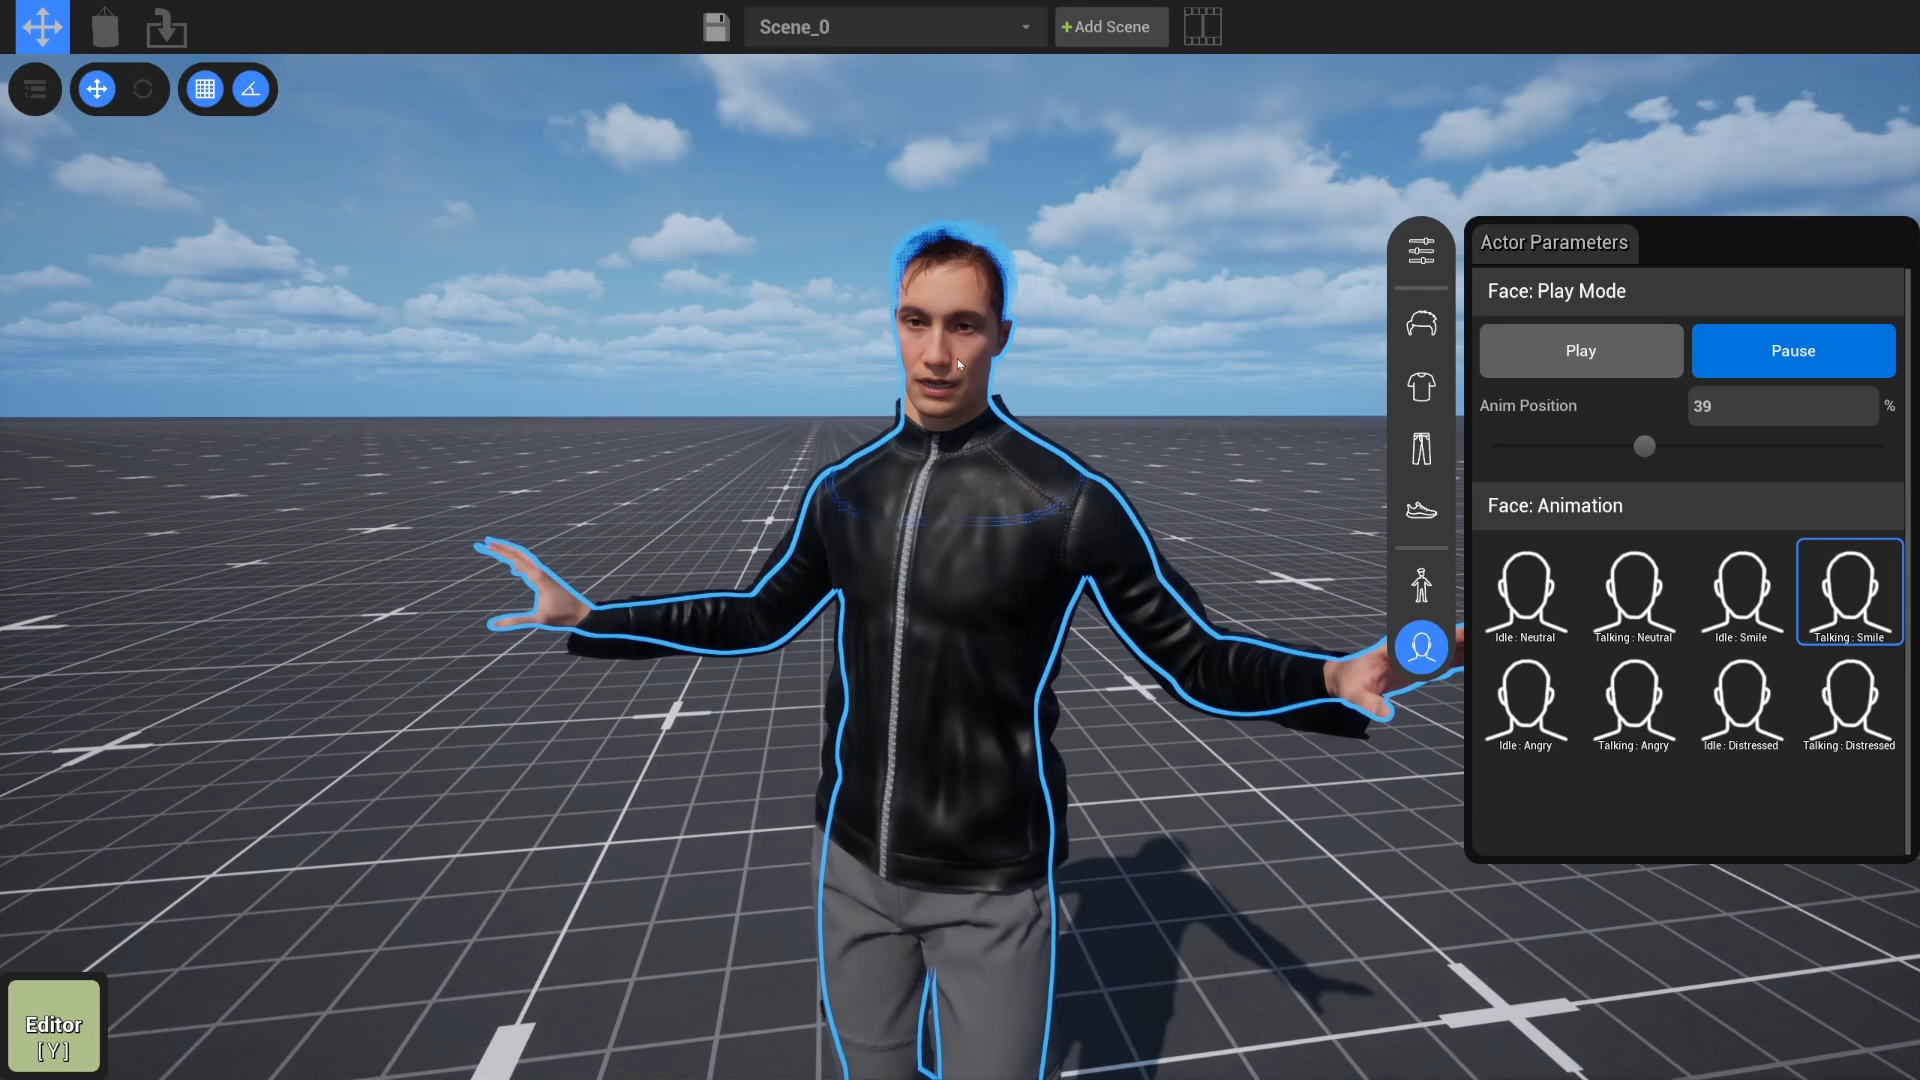 Scene_0
+Add Scene
Actor Parameters
Face: Play Mode
Play
Pause
Anim Position
39
%
Face: Animation
Idle : Neutral
Talking : Neutral
Idle : Smile
Talking : Smile
Idle : Angry
Talking : Angry
Idle : Distressed
Talking : Distressed
Editor
[Y]